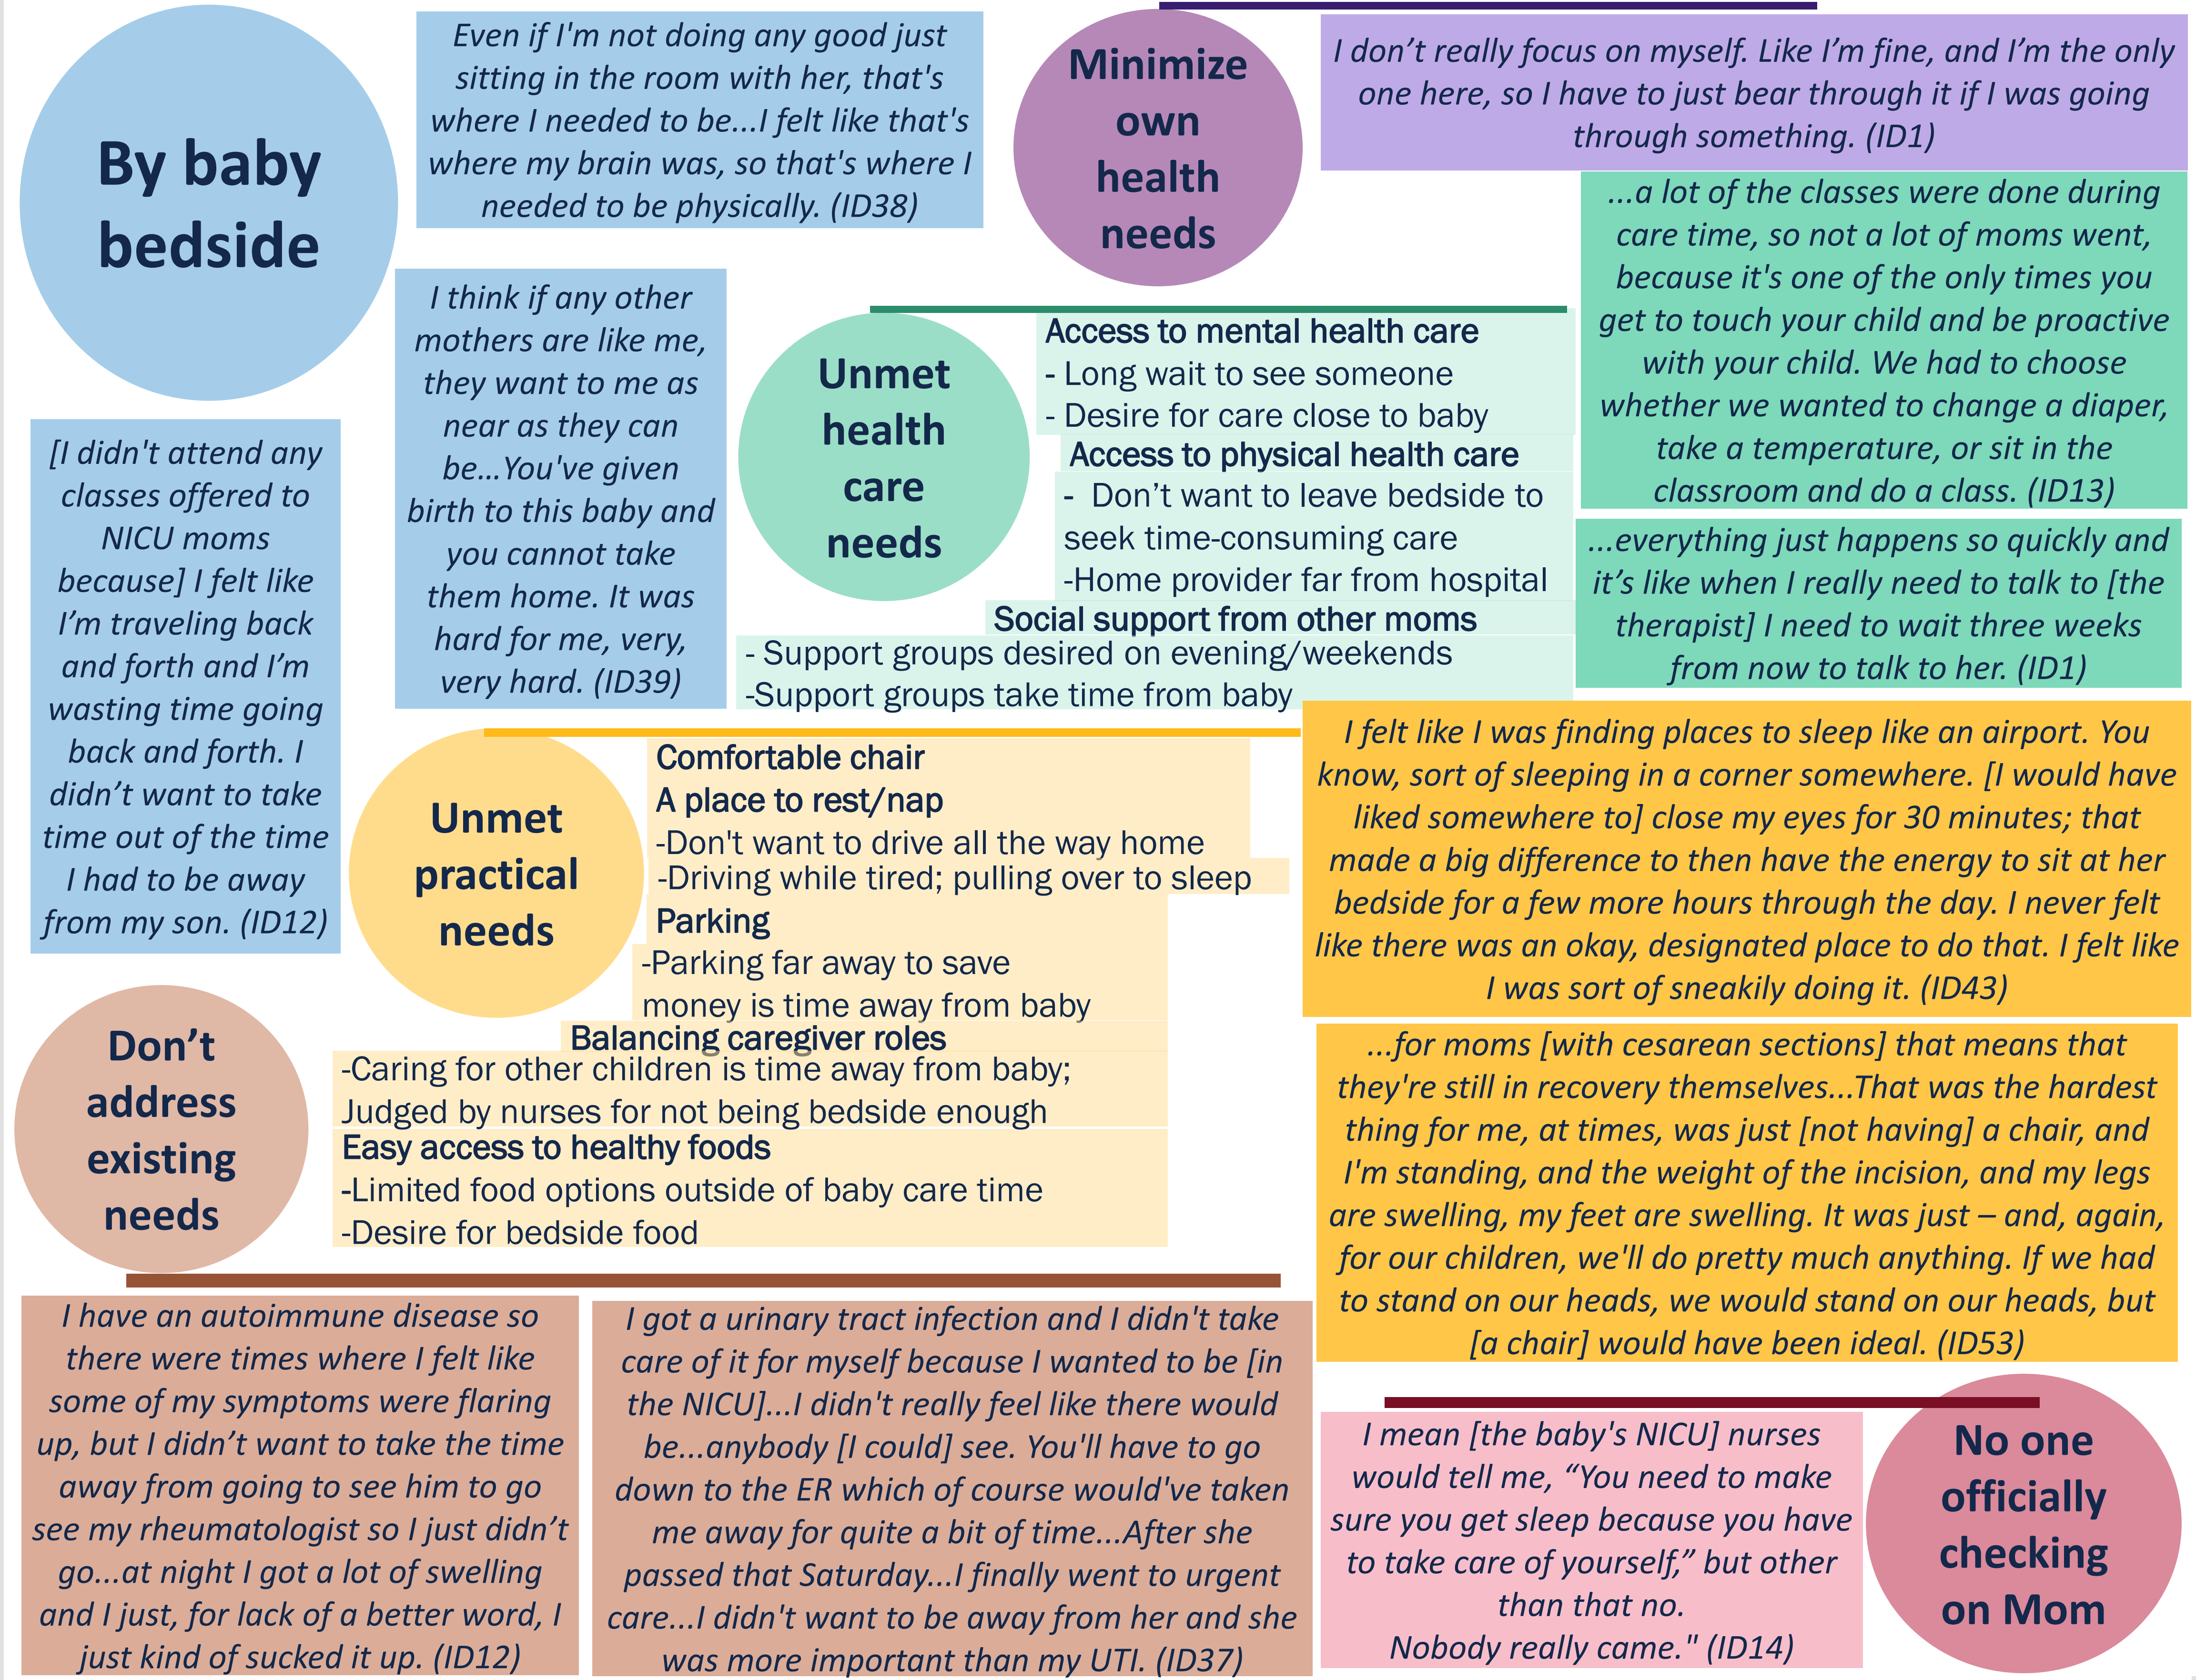 By baby
bedside
Even if I'm not doing any good just
sitting in the room with her, that's
where I needed to be...I felt like that's
where my brain was, so that's where I
needed to be physically. (ID38)
I think if any other
mothers are like me,
they want to me as
near as they can
be...You've given
birth to this baby and
you cannot take
them home. It was
hard for me, very,
very hard. (ID39)
[I didn't attend any
classes offered to
NICU moms
because] I felt like
I’m traveling back
and forth and I’m
wasting time going
back and forth. I
didn’t want to take
time out of the time
I had to be away
from my son. (ID12)
Minimize
own
health
needs
I don’t really focus on myself. Like I’m fine, and I’m the only
one here, so I have to just bear through it if I was going
through something. (ID1)
Unmet
health
care
needs
Access to mental health care
- Long wait to see someone
- Desire for care close to baby
Access to physical health care
- Don’t want to leave bedside to
seek time-consuming care
-Home provider far from hospital
Social support from other moms
- Support groups desired on evening/weekends
-Support groups take time from baby
...a lot of the classes were done during
care time, so not a lot of moms went,
because it's one of the only times you
get to touch your child and be proactive
with your child. We had to choose
whether we wanted to change a diaper,
take a temperature, or sit in the
classroom and do a class. (ID13)
...everything just happens so quickly and
it’s like when I really need to talk to [the
therapist] I need to wait three weeks
from now to talk to her. (ID1)
Unmet
practical
needs
Comfortable chair
A place to rest/nap
-Don't want to drive all the way home
-Driving while tired; pulling over to sleep
Parking
-Parking far away to save
money is time away from baby
Balancing caregiver roles
-Caring for other children is time away from baby;
Judged by nurses for not being bedside enough
Easy access to healthy foods
-Limited food options outside of baby care time
-Desire for bedside food
I felt like I was finding places to sleep like an airport. You
know, sort of sleeping in a corner somewhere. [I would have
liked somewhere to] close my eyes for 30 minutes; that
made a big difference to then have the energy to sit at her
bedside for a few more hours through the day. I never felt
like there was an okay, designated place to do that. I felt like
I was sort of sneakily doing it. (ID43)
...for moms [with cesarean sections] that means that
they're still in recovery themselves...That was the hardest
thing for me, at times, was just [not having] a chair, and
I'm standing, and the weight of the incision, and my legs
are swelling, my feet are swelling. It was just – and, again,
for our children, we'll do pretty much anything. If we had
to stand on our heads, we would stand on our heads, but
[a chair] would have been ideal. (ID53)
Don’t
address
existing
needs
I have an autoimmune disease so
there were times where I felt like
some of my symptoms were flaring
up, but I didn’t want to take the time
away from going to see him to go
see my rheumatologist so I just didn’t
go...at night I got a lot of swelling
and I just, for lack of a better word, I
just kind of sucked it up. (ID12)
I got a urinary tract infection and I didn't take
care of it for myself because I wanted to be [in
the NICU]...I didn't really feel like there would
be...anybody [I could] see. You'll have to go
down to the ER which of course would've taken
me away for quite a bit of time...After she
passed that Saturday...I finally went to urgent
care...I didn't want to be away from her and she
was more important than my UTI. (ID37)
I mean [the baby's NICU] nurses
would tell me, “You need to make
sure you get sleep because you have
to take care of yourself,” but other
than that no.
Nobody really came." (ID14)
No one
officially
checking
on Mom